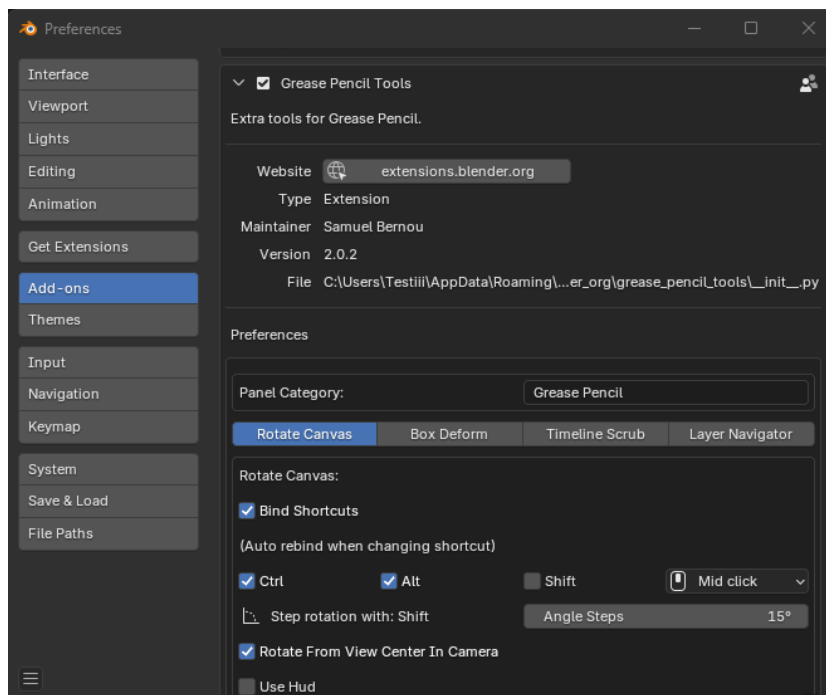 Preferences
Interface
Viewport
Lights
Editing
Animation
Get Extensions
Add-ons
Themes
Input
Navigation
Keymap
System
Save & Load
File Paths
Grease Pencil Tools
Extra tools for Grease Pencil.
Website extensions.blender.org
Type Extension
Maintainer Samuel Bernou
Version 2.0.2
File C:\Users\Testiii\AppData\Roaming\...er_org\grease_pencil_tools\__init__.py
Preferences
Panel Category: Grease Pencil
Rotate Canvas Box Deform Timeline Scrub Layer Navigator
Rotate Canvas:
Bind Shortcuts
(Auto rebind when changing shortcut)
Ctrl Alt Shift Mid click
Step rotation with: Shift Angle Steps 15°
Rotate From View Center In Camera
Use Hud